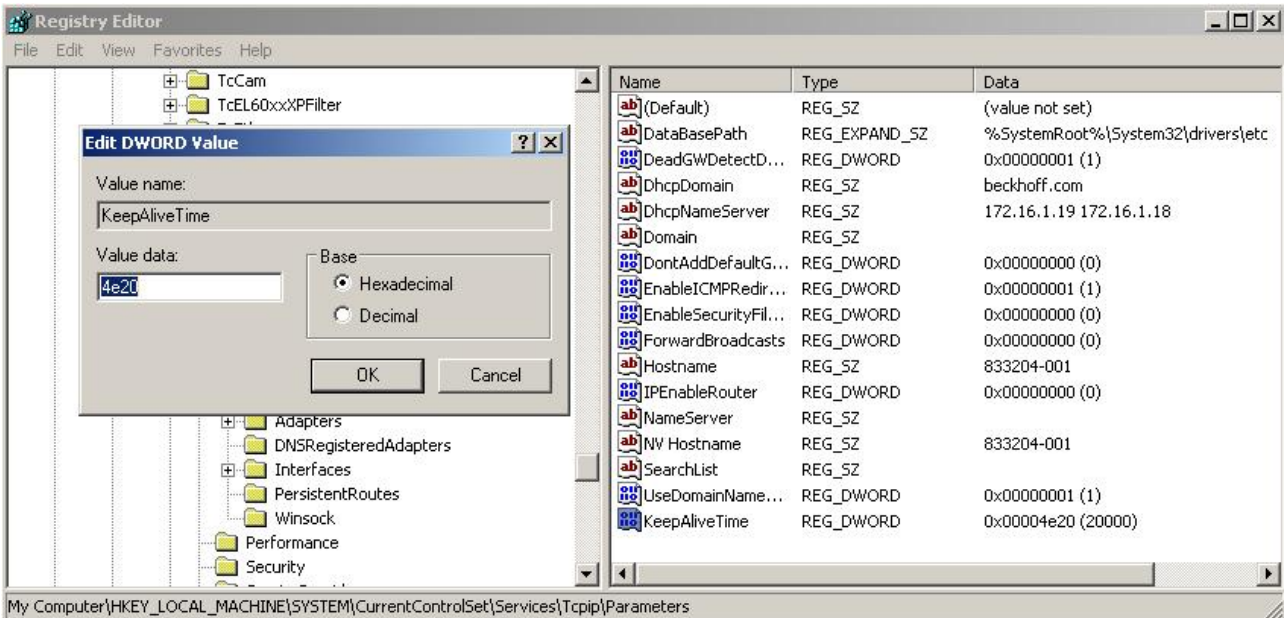 Registry Editor
File Edit View Favorites Help
TcCam
TcEL60xxXPFilter
Edit DWORD Value
Value name:
KeepAliveTime
Value data:
4e20
Base
Hexadecimal
Decimal
OK Cancel
Adapters
DNSRegisteredAdapters
Interfaces
PersistentRoutes
Winsock
Performance
Security
Name Type Data
(Default) REG_SZ (value not set)
DataBasePath REG_EXPAND_SZ %SystemRoot%\System32\drivers\etc
DeadGWDetectD... REG_DWORD 0x00000001 (1)
DhcpDomain REG_SZ beckhoff.com
DhcpNameServer REG_SZ 172.16.1.19 172.16.1.18
Domain REG_SZ
DontAddDefaultG... REG_DWORD 0x00000000 (0)
EnableICMPRedir... REG_DWORD 0x00000001 (1)
EnableSecurityFil... REG_DWORD 0x00000000 (0)
ForwardBroadcasts REG_DWORD 0x00000000 (0)
Hostname REG_SZ 833204-001
IPEnableRouter REG_DWORD 0x00000000 (0)
NameServer REG_SZ
NV Hostname REG_SZ 833204-001
SearchList REG_SZ
UseDomainName... REG_DWORD 0x00000001 (1)
KeepAliveTime REG_DWORD 0x00004e20 (20000)
My Computer\HKEY_LOCAL_MACHINE\SYSTEM\CurrentControlSet\Services\Tcpip\Parameters